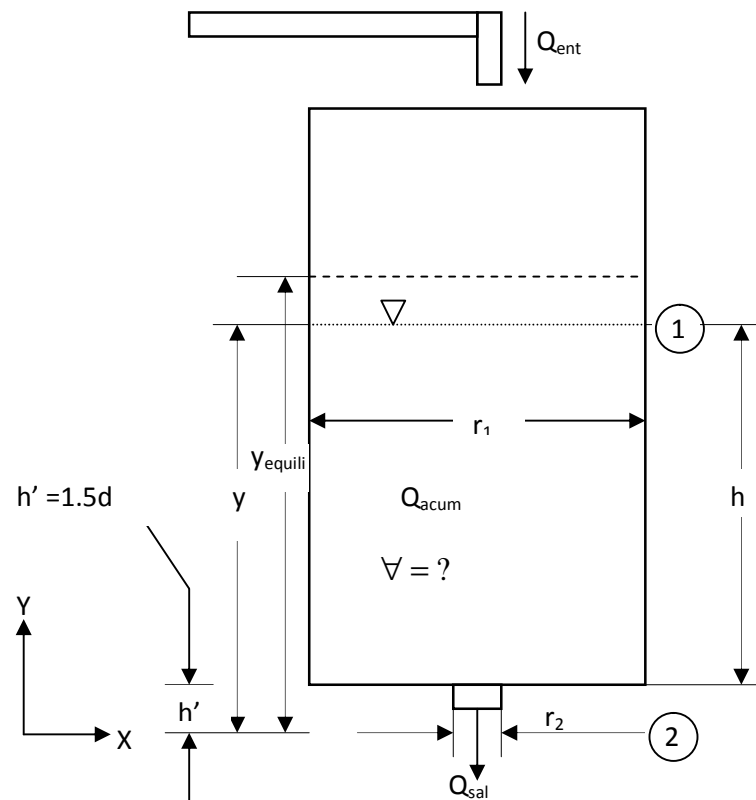 Qent
1
r₁
yequili
h' =1.5d
y
Qacum
h
∀ = ?
Y
h'
X
r₂
2
Qsal